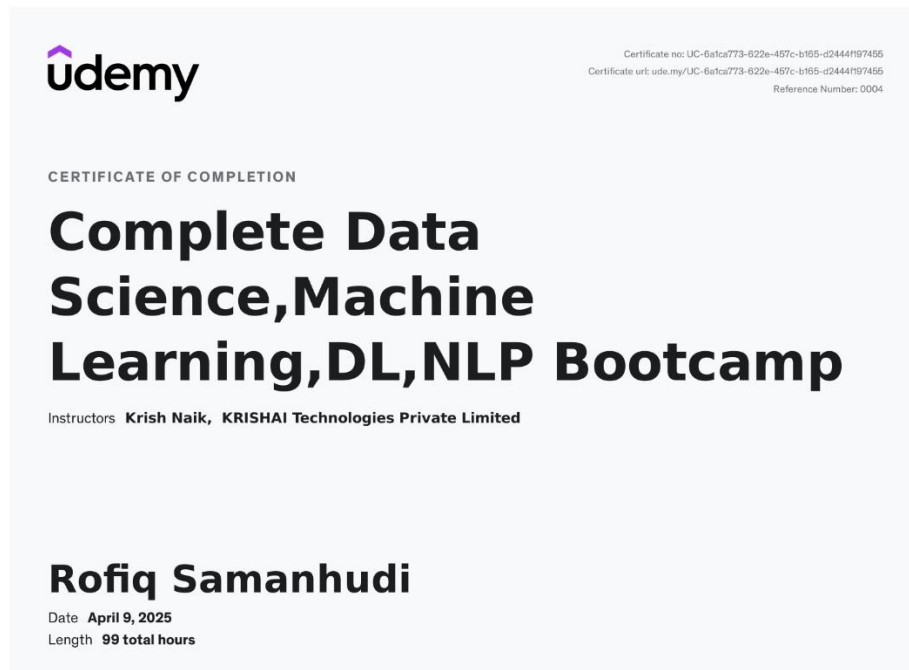 udemy
Certificate no: UC-6a1ca773-622e-457c-b165-d2444f197455
Certificate url: ude.my/UC-6a1ca773-622e-457c-b165-d2444f197455
Reference Number: 0004
CERTIFICATE OF COMPLETION
Complete Data
Science,Machine
Learning,DL,NLP Bootcamp
Instructors Krish Naik, KRISHAI Technologies Private Limited
Rofiq Samanhudi
Date April 9, 2025
Length 99 total hours